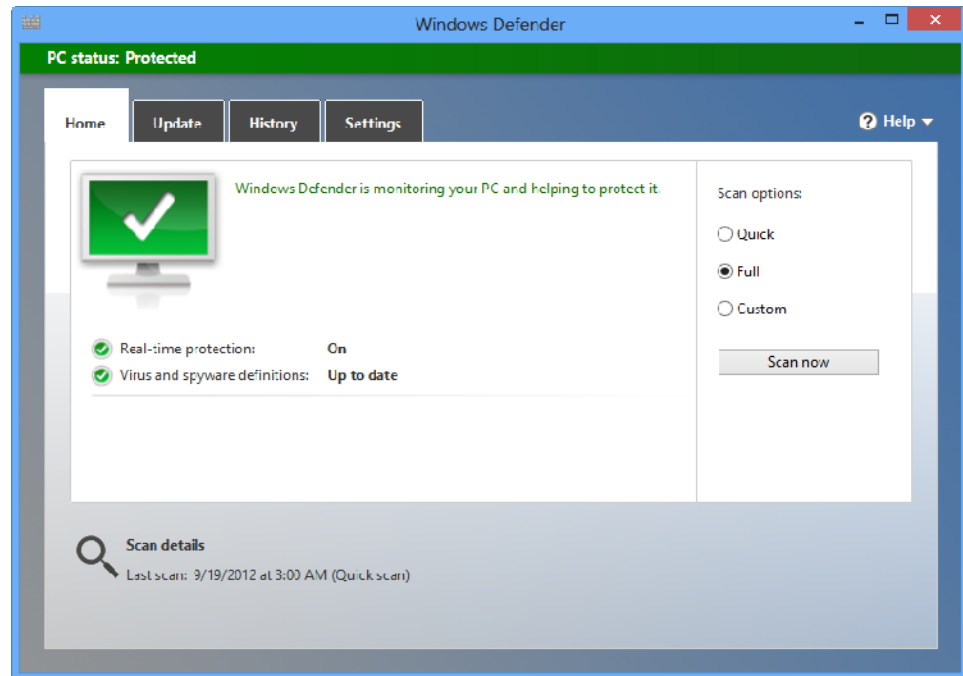 Windows Defender
PC status: Protected
Home Update History Settings Help
Windows Defender is monitoring your PC and helping to protect it.
Scan options:
Quick
Full
Custom
Scan now
Real-time protection: On
Virus and spyware definitions: Up to date
Scan details
Last scan: 9/19/2012 at 3:00 AM (Quick scan)